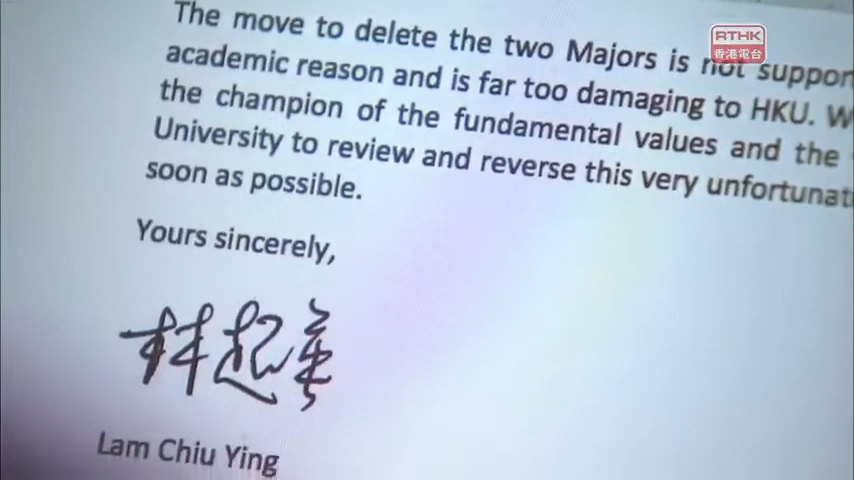 RTHK
香港電台
The move to delete the two Majors is not
academic reason and is far too damaging to HKU.
the champion of the fundamental values and the
University to review and reverse this very
soon as possible.
Yours sincerely,
林超英
Lam Chiu Ying